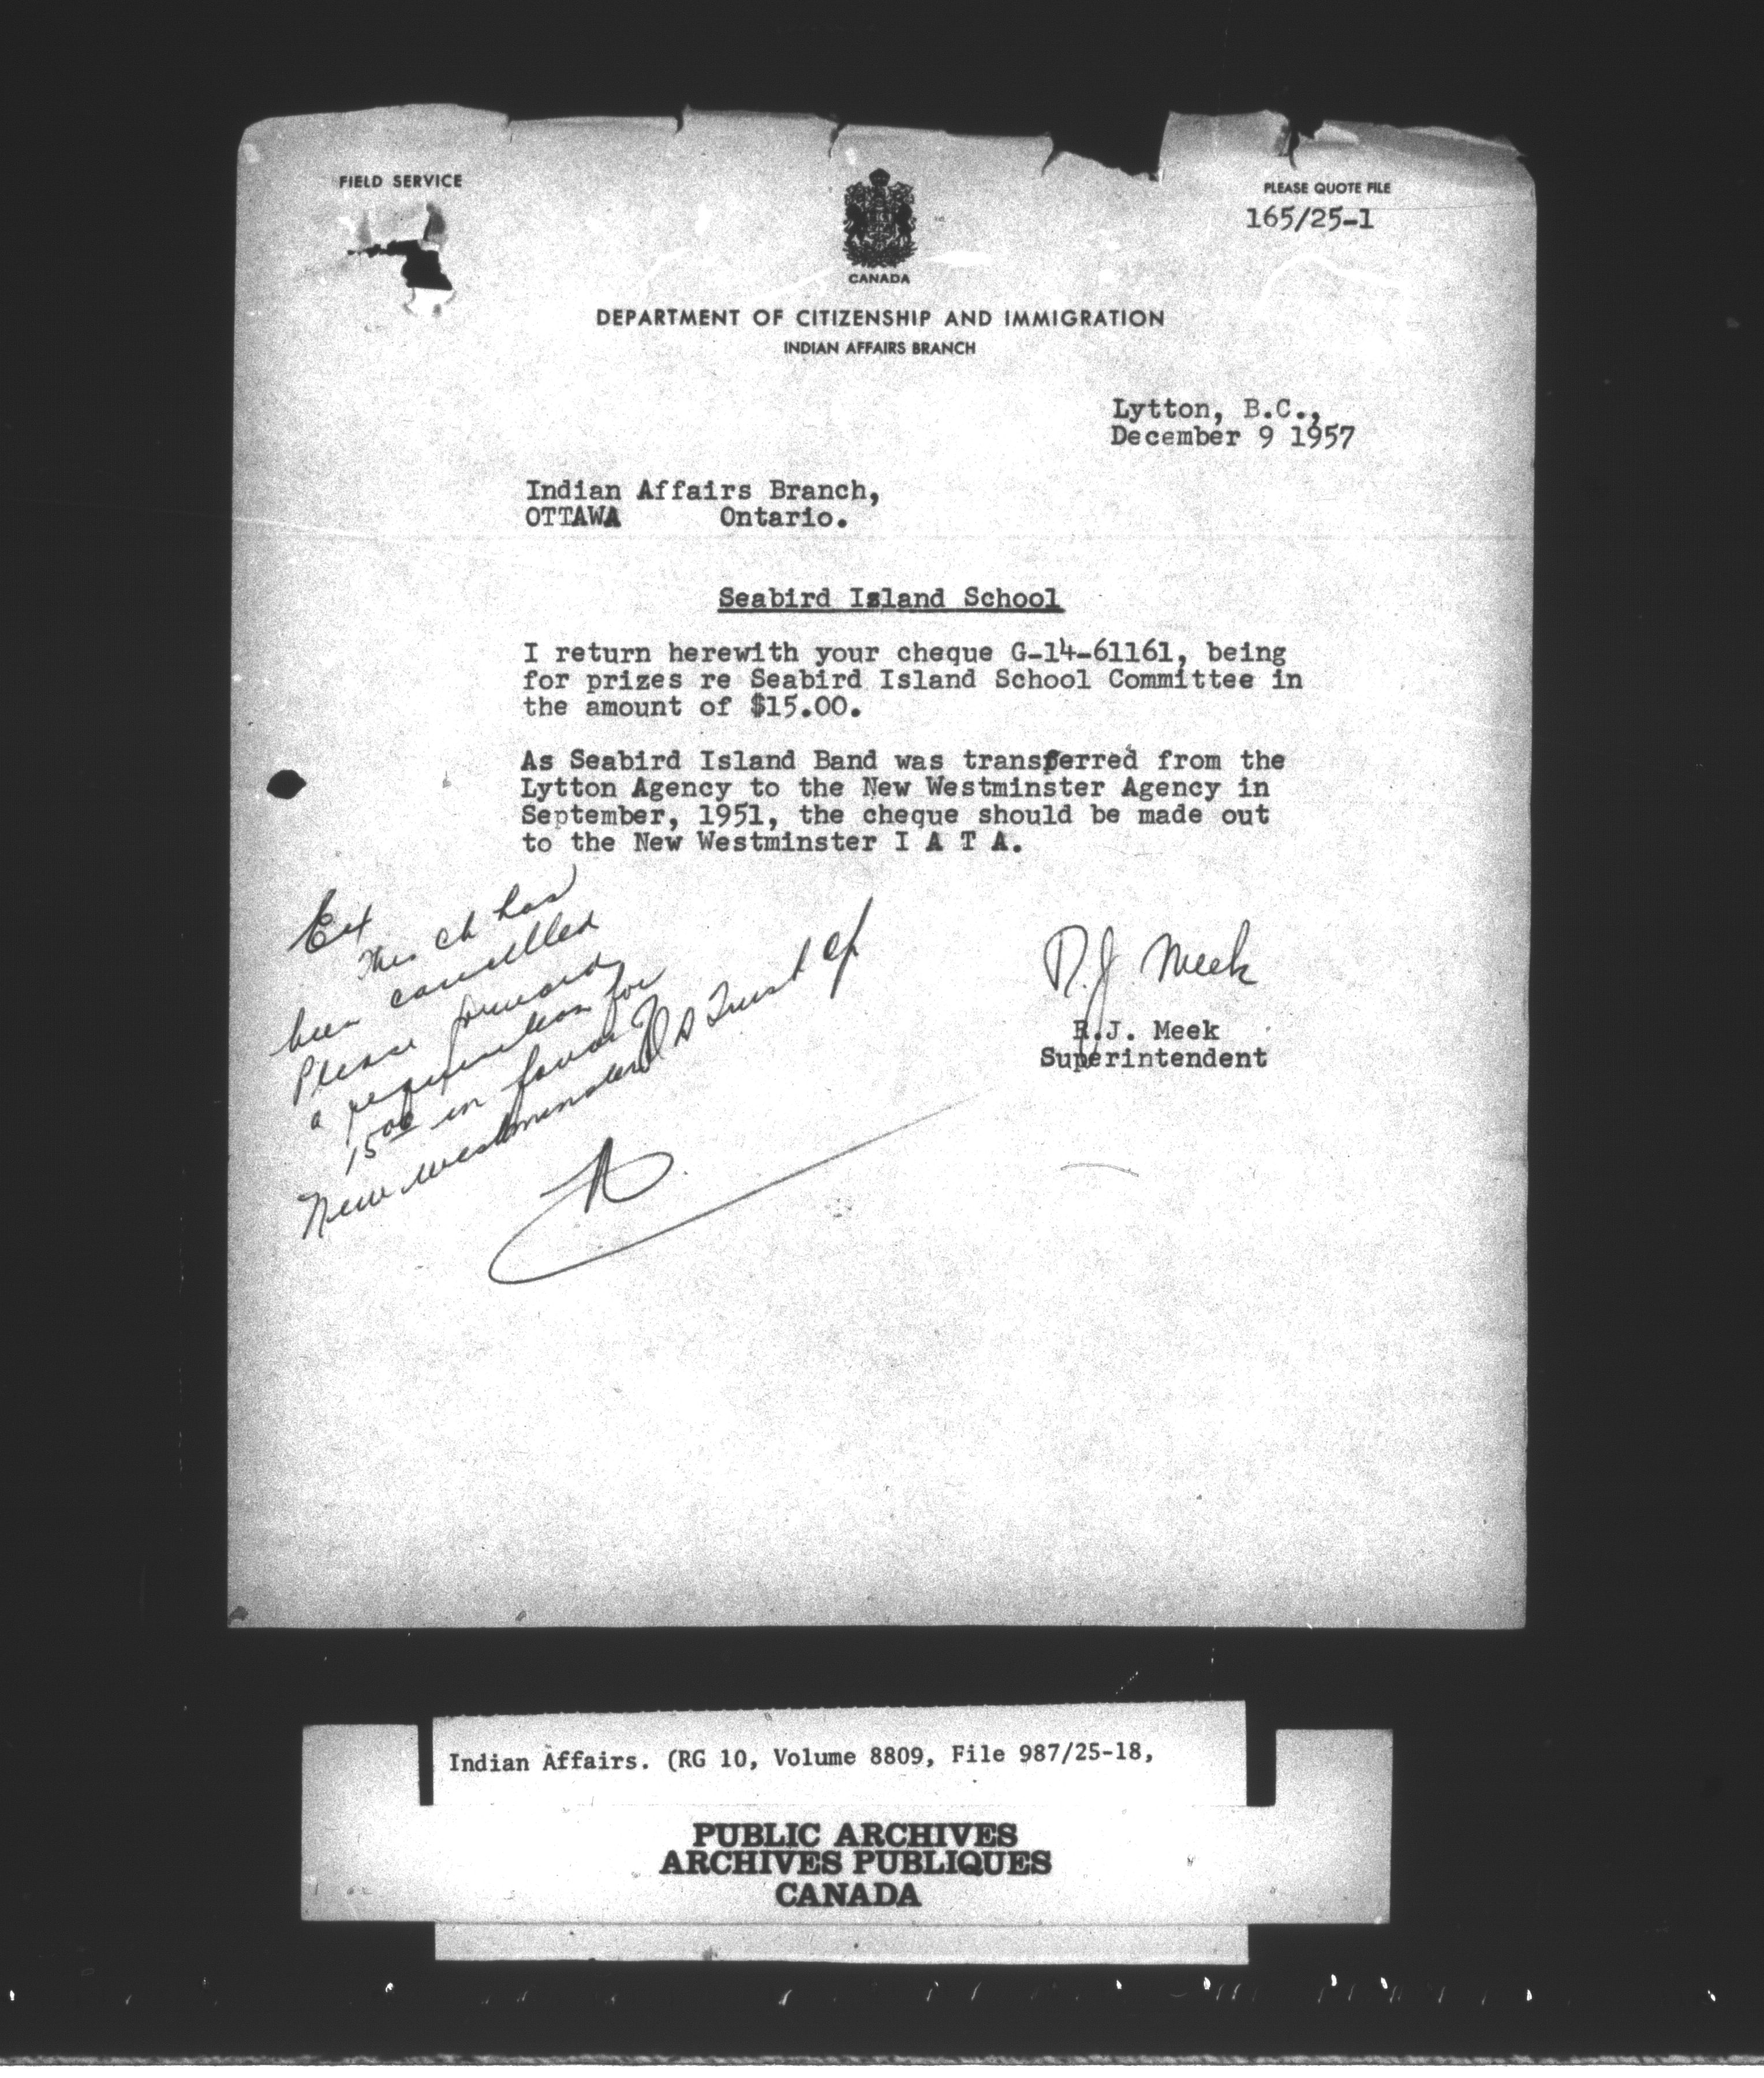 FIELD SERVICE
PLEASE QUOTE FILE
165/25-1
CANADA
DEPARTMENT OF CITIZENSHIP AND IMMIGRATION
INDIAN AFFAIRS BRANCH
Lytton, B.C.,
December 9 1957
Indian Affairs Branch,
OTTAWA Ontario.
Seabird Island School
I return herewith your cheque G-14-61161, being
for prizes re Seabird Island School Committee in
the amount of $15.00.
As Seabird Island Band was transferred from the
Lytton Agency to the New Westminster Agency in
September, 1951, the cheque should be made out
to the New Westminster I A T A.
This ch has
been cancelled
Please forward
a requisition for
15.00 in favour of
New Westminster Trust
R.J. Meek
R.J. Meek
Superintendent
Indian Affairs. (RG 10, Volume 8809, File 987/25-18,
PUBLIC ARCHIVES
ARCHIVES PUBLIQUES
CANADA